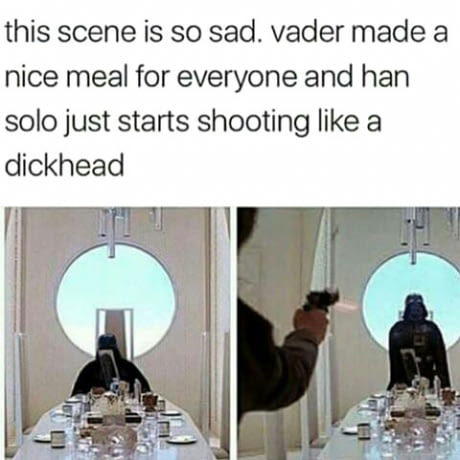 this scene is so sad. vader made a
nice meal for everyone and han
solo just starts shooting like a
dickhead